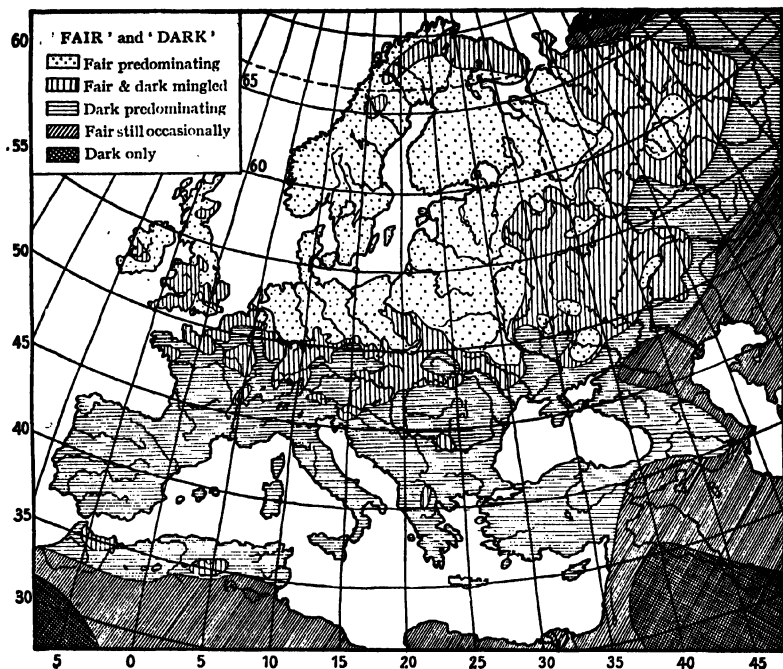 'FAIR' and 'DARK'
Fair predominating
Fair & dark mingled
Dark predominating
Fair still occasionally
Dark only
60
55
50
45
40
35
30
65
60
5 0 5 10 15 20 25 30 35 40 45